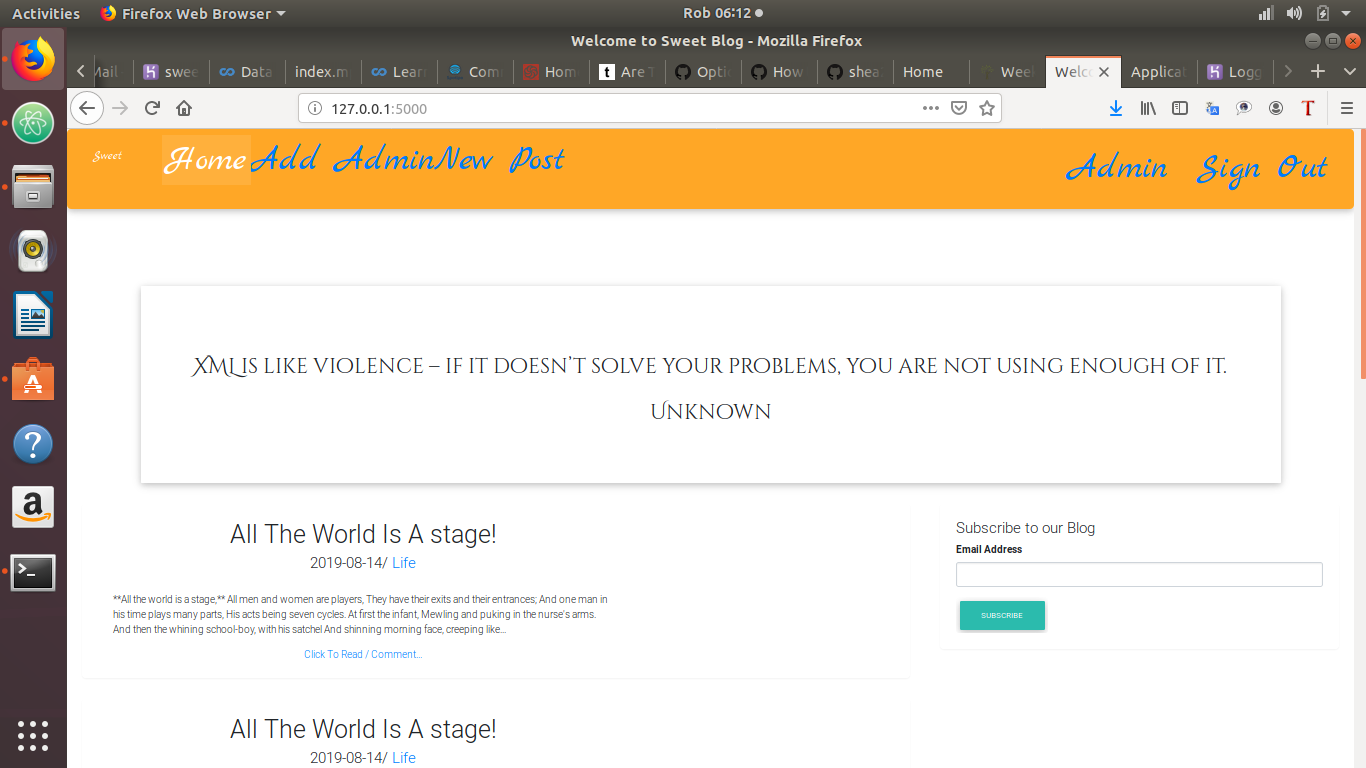 Activities Firefox Web Browser Rob 06:12
Welcome to Sweet Blog - Mozilla Firefox
Mail swee Data index.m Learn Com Hom Are T Opti How shea Home Wee Welc Applicat Logg
127.0.0.1:5000
Sweet Home Add Admin New Post Admin Sign Out
XML is like violence – if it doesn’t solve your problems, you are not using enough of it.
Unknown
All The World Is A stage!
2019-08-14/ Life
**All the world is a stage,** All men and women are players, They have their exits and their entrances; And one man in
his time plays many parts, His acts being seven cycles. At first the infant, Mewling and puking in the nurse's arms.
And then the whining school-boy, with his satchel And shinning morning face, creeping like...
Click To Read / Comment...
Subscribe to our Blog
Email Address
SUBSCRIBE
All The World Is A stage!
2019-08-14/ Life